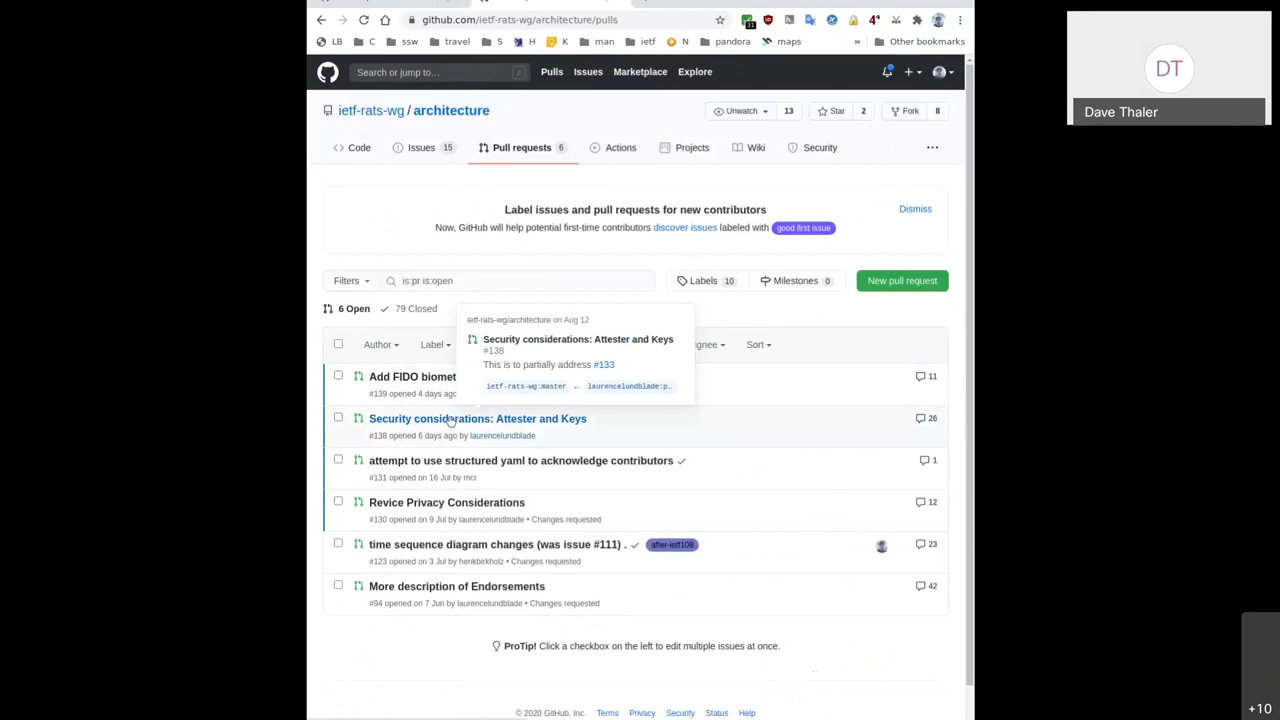 github.com/ietf-rats-wg/architecture/pulls
LB C ssw travel S H K man ietf N pandora maps » Other bookmarks
Search or jump to… /
Pulls Issues Marketplace Explore
ietf-rats-wg / architecture
Unwatch 13 Star 2 Fork 8
Code Issues 15 Pull requests 6 Actions Projects Wiki Security
Label issues and pull requests for new contributors
Dismiss
Now, GitHub will help potential first-time contributors discover issues labeled with good first issue
Filters is:pr is:open Labels 10 Milestones 0 New pull request
6 Open 79 Closed
ietf-rats-wg/architecture on Aug 12
Security considerations: Attester and Keys
#138
This is to partially address #133
ietf-rats-wg:master ← laurencelundblade:p…
Author Label ignee Sort
Add FIDO biomet 11
#139 opened 4 days ago
Security considerations: Attester and Keys 26
#138 opened 6 days ago by laurencelundblade
attempt to use structured yaml to acknowledge contributors 1
#131 opened on 16 Jul by mcr
Revice Privacy Considerations 12
#130 opened on 9 Jul by laurencelundblade • Changes requested
time sequence diagram changes (was issue #111) . after-ietf108 23
#123 opened on 3 Jul by henkbirkholz • Changes requested
More description of Endorsements 42
#94 opened on 7 Jun by laurencelundblade • Changes requested
ProTip! Click a checkbox on the left to edit multiple issues at once.
© 2020 GitHub, Inc. Terms Privacy Security Status Help
DT
Dave Thaler
+10